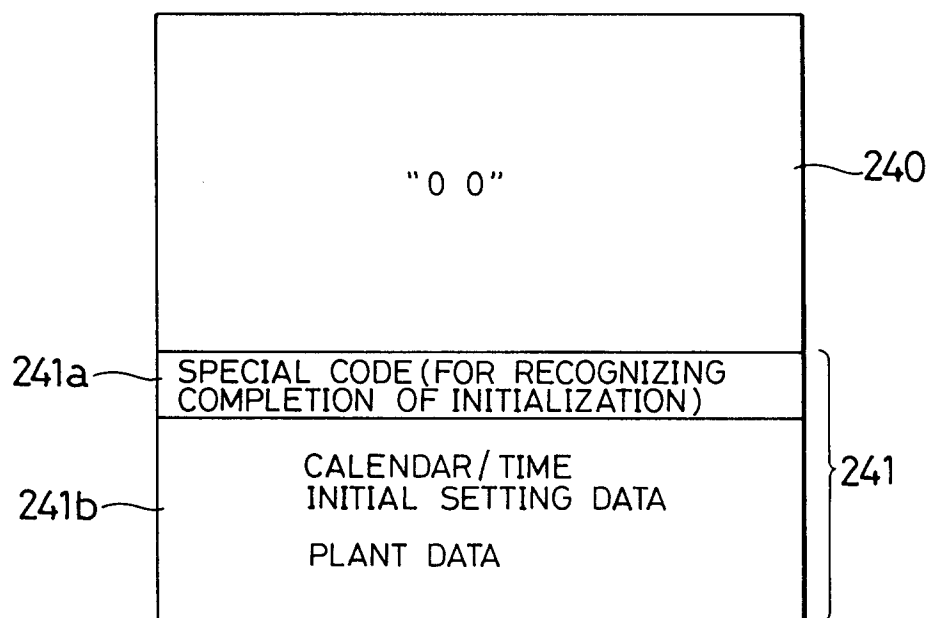 "0 0"
240
241a
SPECIAL CODE (FOR RECOGNIZING
COMPLETION OF INITIALIZATION)
CALENDAR/TIME
INITIAL SETTING DATA
241
241b
PLANT DATA